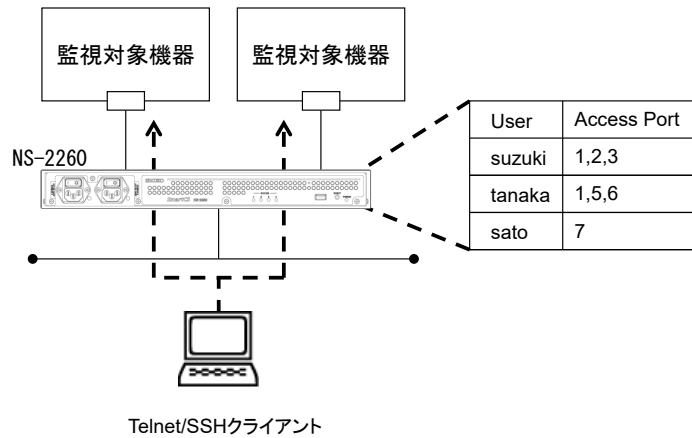 監視対象機器
監視対象機器
NS-2260
User Access Port
suzuki 1,2,3
tanaka 1,5,6
sato 7
SmartCS
Telnet/SSHクライアント